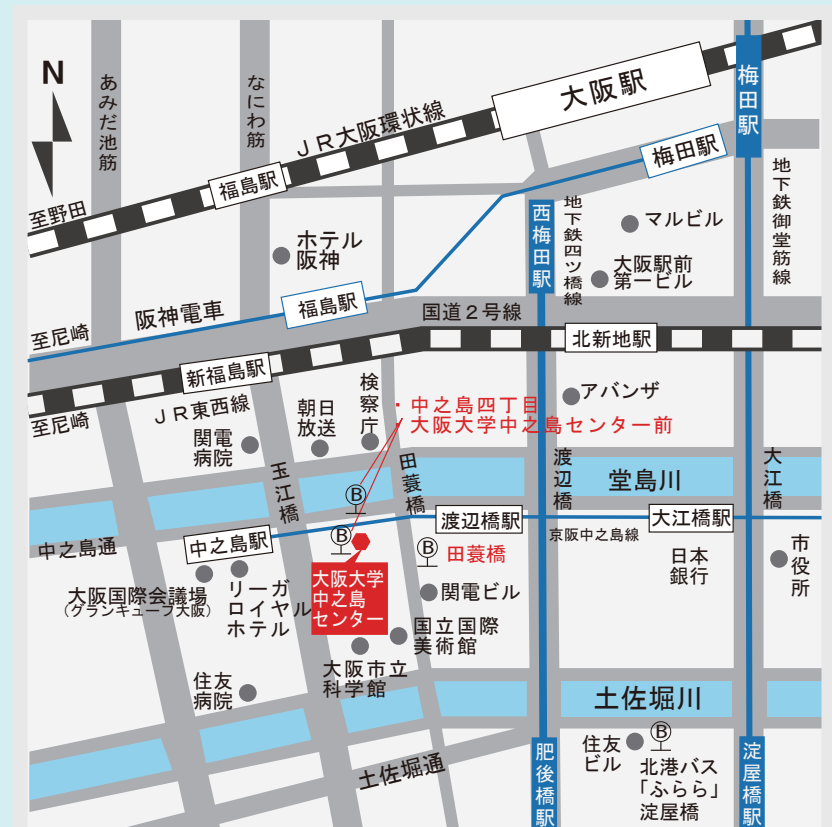 N
あみだ池筋
なにわ筋
ＪＲ大阪環状線
大阪駅
梅田駅
梅田駅
福島駅
至野田
西梅田駅
地下鉄四ツ橋線
地下鉄御堂筋線
マルビル
ホテル
阪神
大阪駅前
第一ビル
福島駅
阪神電車
国道２号線
至尼崎
北新地駅
新福島駅
至尼崎
ＪＲ東西線
検察庁
朝日
放送
関電
病院
アバンザ
・中之島四丁目
・大阪大学中之島センター前
玉江橋
田蓑橋
渡辺橋
大江橋
堂島川
B
中之島通
中之島駅
渡辺橋駅
大江橋駅
京阪中之島線
B
B
田蓑橋
日本
銀行
市役所
大阪国際会議場
（グランキューブ大阪）
リーガ
ロイヤル
ホテル
大阪大学
中之島
センター
関電ビル
国立国際
美術館
大阪市立
科学館
住友
病院
土佐堀川
土佐堀通
肥後橋駅
住友
ビル
B
北港バス
「ふらら」
淀屋橋
淀屋橋駅